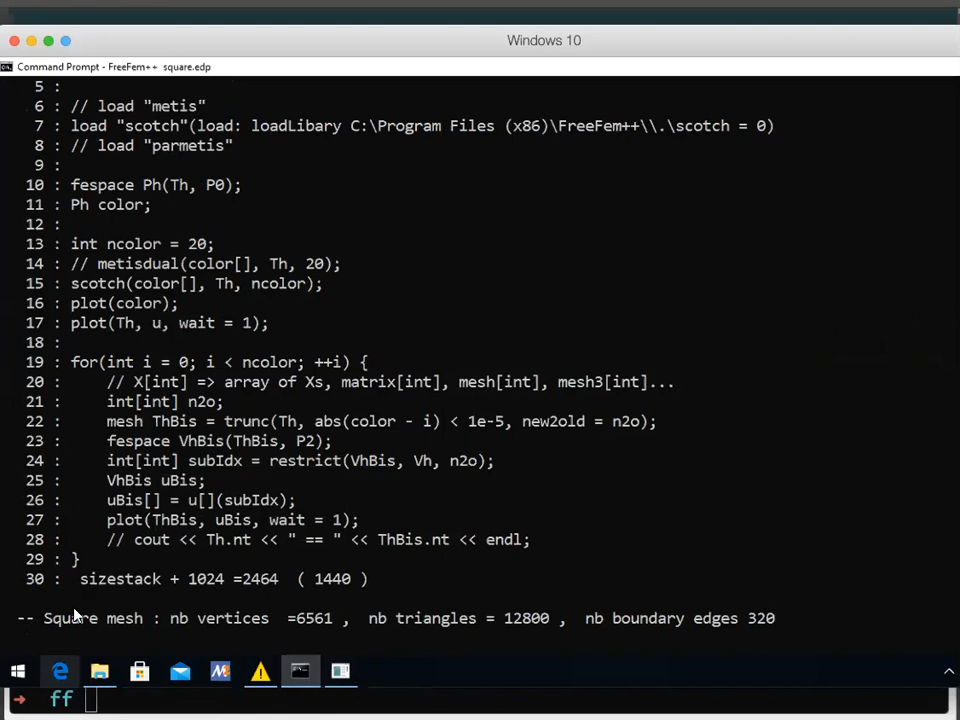 Windows 10
Command Prompt - FreeFem++ square.edp
5 :
6 : // load "metis"
7 : load "scotch"(load: loadLibary C:\Program Files (x86)\FreeFem++\\.\scotch = 0)
8 : // load "parmetis"
9 :
10 : fespace Ph(Th, P0);
11 : Ph color;
12 :
13 : int ncolor = 20;
14 : // metisdual(color[], Th, 20);
15 : scotch(color[], Th, ncolor);
16 : plot(color);
17 : plot(Th, u, wait = 1);
18 :
19 : for(int i = 0; i < ncolor; ++i) {
20 : // X[int] => array of Xs, matrix[int], mesh[int], mesh3[int]...
21 : int[int] n2o;
22 : mesh ThBis = trunc(Th, abs(color - i) < 1e-5, new2old = n2o);
23 : fespace VhBis(ThBis, P2);
24 : int[int] subIdx = restrict(VhBis, Vh, n2o);
25 : VhBis uBis;
26 : uBis[] = u[](subIdx);
27 : plot(ThBis, uBis, wait = 1);
28 : // cout << Th.nt << " == " << ThBis.nt << endl;
29 : }
30 : sizestack + 1024 =2464 ( 1440 )
-- Square mesh : nb vertices =6561 , nb triangles = 12800 , nb boundary edges 320
ff